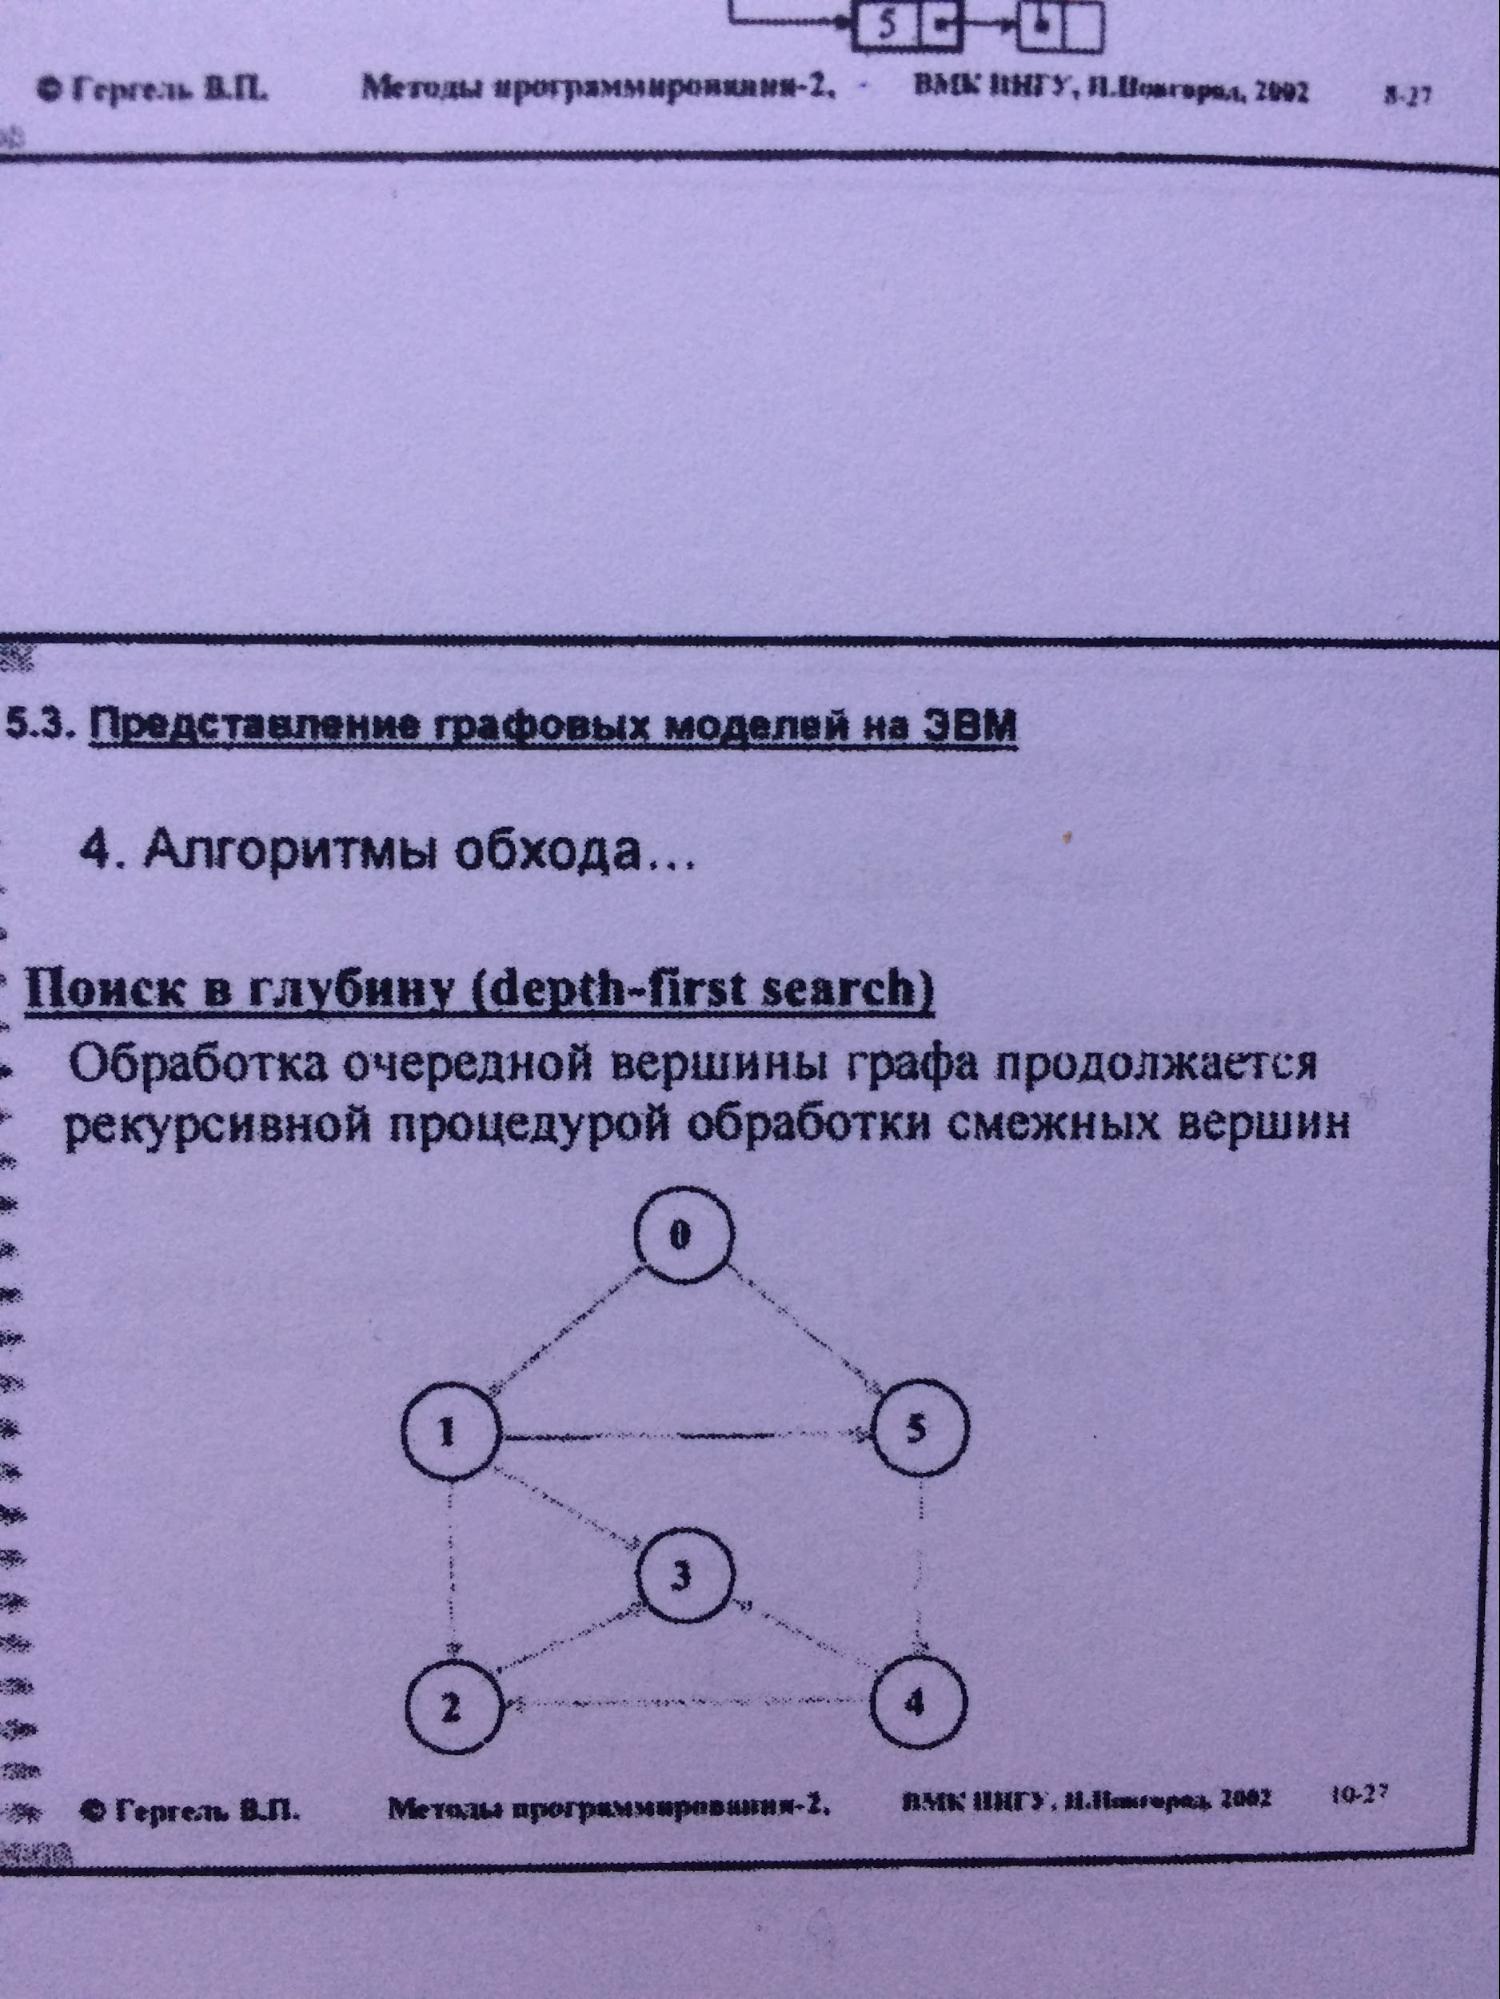 5
© Гергель В.П. Методы программирования-2, ВМК ННГУ, Н.Новгород, 2002 8-27
5.3. Представление графовых моделей на ЭВМ
4. Алгоритмы обхода...
Поиск в глубину (depth-first search)
Обработка очередной вершины графа продолжается
рекурсивной процедурой обработки смежных вершин
0
1 5
3
2 4
© Гергель В.П. Методы программирования-2, ВМК ННГУ, Н.Новгород, 2002 10-27